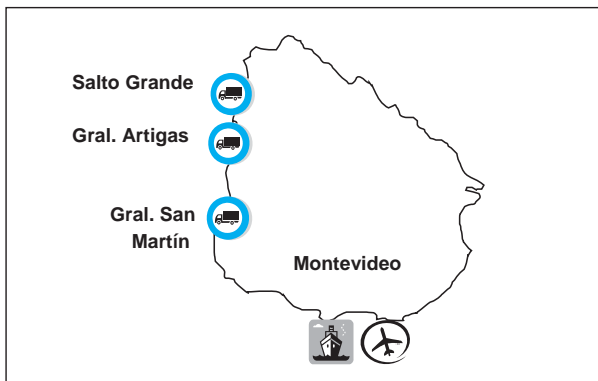 Salto Grande
Gral. Artigas
Gral. San
Martín
Montevideo